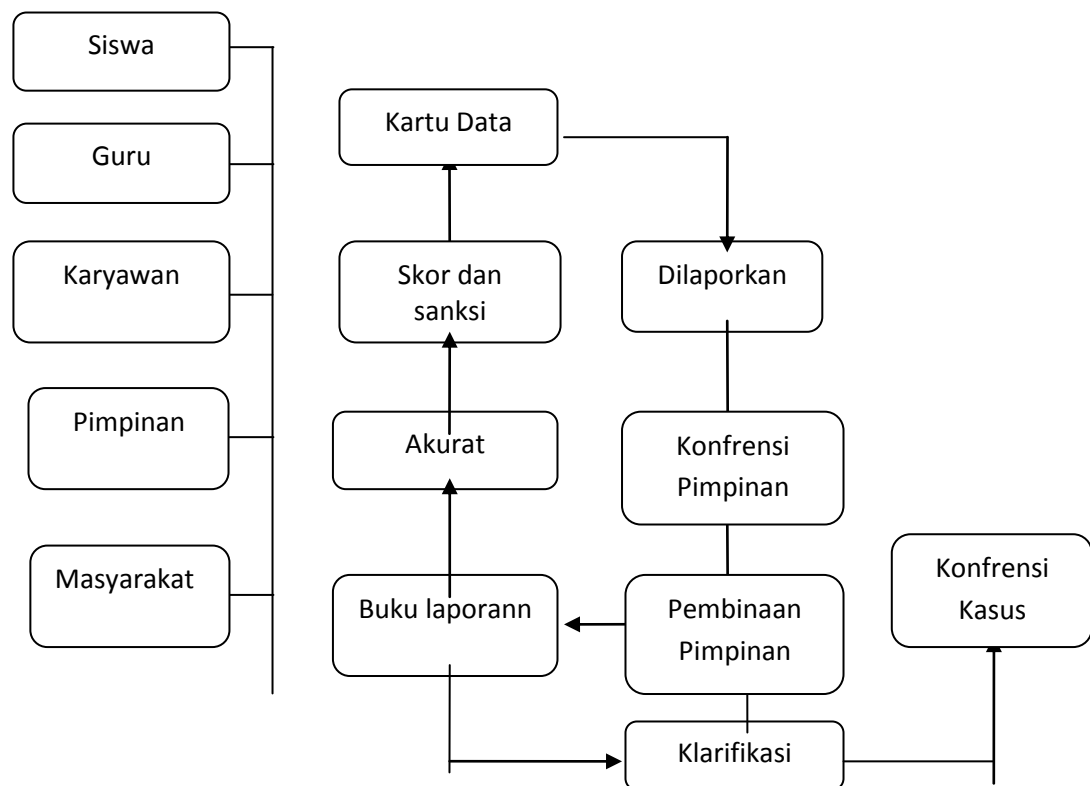 Siswa
Guru
Karyawan
Pimpinan
Masyarakat
Kartu Data
Skor dan
sanksi
Akurat
Buku laporann
Dilaporkan
Konfrensi
Pimpinan
Pembinaan
Pimpinan
Klarifikasi
Konfrensi
Kasus